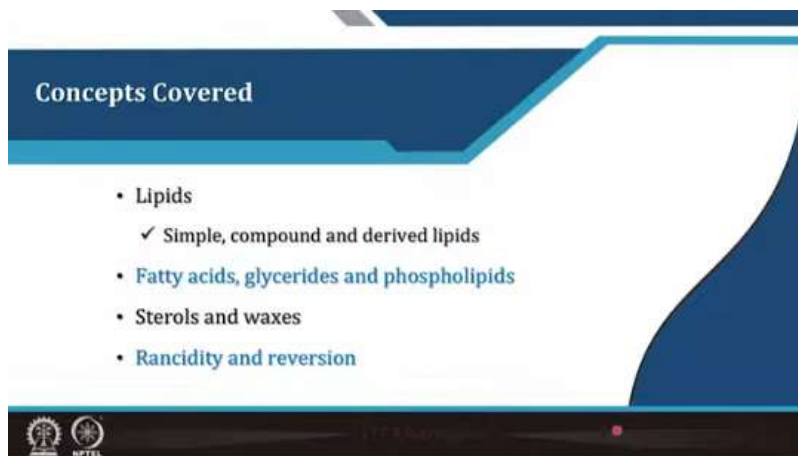 Concepts Covered
• Lipids
✓ Simple, compound and derived lipids
• Fatty acids, glycerides and phospholipids
• Sterols and waxes
• Rancidity and reversion
NPTEL